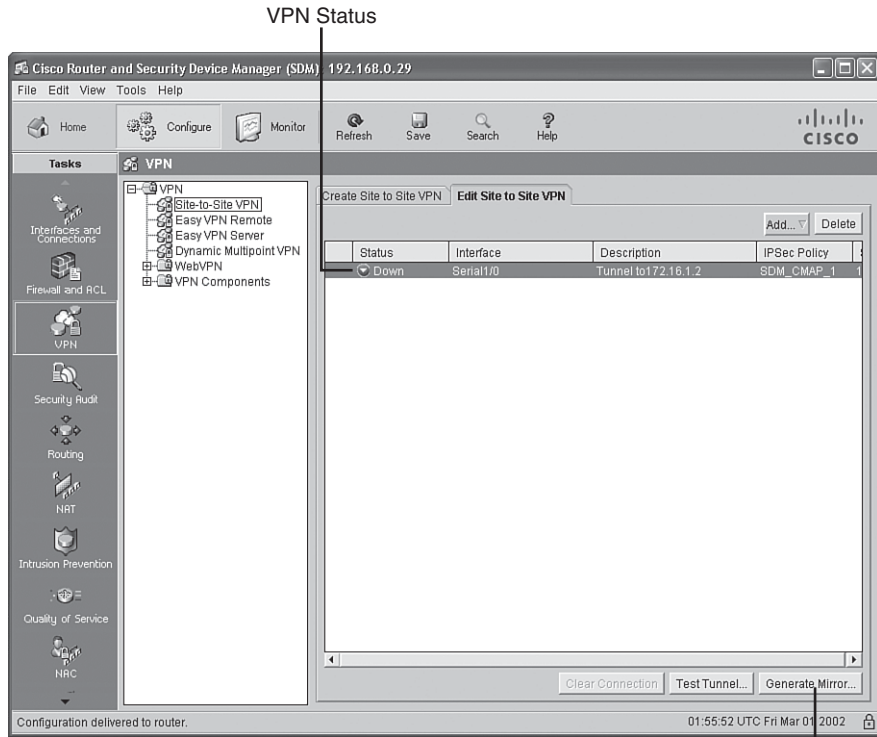 VPN Status
Cisco Router and Security Device Manager (SDM): 192.168.0.29
File Edit View Tools Help
Home Configure Monitor Refresh Save Search Help
CISCO
Tasks
VPN
Interfaces and Connections
Firewall and ACL
VPN
Security Audit
Routing
NAT
Intrusion Prevention
Quality of Service
NAC
VPN
Site-to-Site VPN
Easy VPN Remote
Easy VPN Server
Dynamic Multipoint VPN
WebVPN
VPN Components
Create Site to Site VPN Edit Site to Site VPN
Add... Delete
Status Interface Description IPSec Policy
Down Serial1/0 Tunnel to172.16.1.2 SDM_CMAP_1 1
Clear Connection Test Tunnel... Generate Mirror...
Configuration delivered to router. 01:55:52 UTC Fri Mar 01 2002